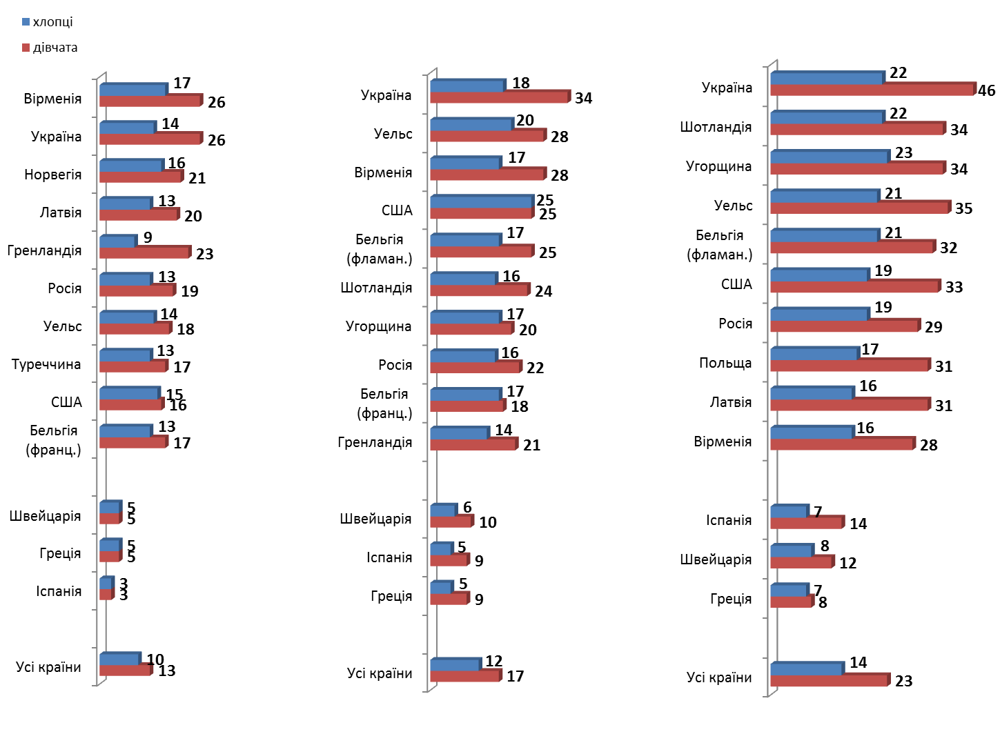 хлопці
дівчата
Вірменія 17
26
Україна 14
26
Норвегія 16
21
Латвія 13
20
Гренландія 9
23
Росія 13
19
Уельс 14
18
Туреччина 13
17
США 15
16
Бельгія 13
(франц.) 17
Швейцарія 5
5
Греція 5
5
Іспанія 3
3
Усі країни 10
13
Україна 18
34
Уельс 20
28
Вірменія 17
28
США 25
25
Бельгія 17
(фламан.) 25
Шотландія 16
24
Угорщина 17
20
Росія 16
22
Бельгія 17
(франц.) 18
Гренландія 14
21
Швейцарія 6
10
Іспанія 5
9
Греція 5
9
Усі країни 12
17
Україна 22
46
Шотландія 22
34
Угорщина 23
34
Уельс 21
35
Бельгія 21
(фламан.) 32
США 19
33
Росія 19
29
Польща 17
31
Латвія 16
31
Вірменія 16
28
Іспанія 7
14
Швейцарія 8
12
Греція 7
8
Усі країни 14
23